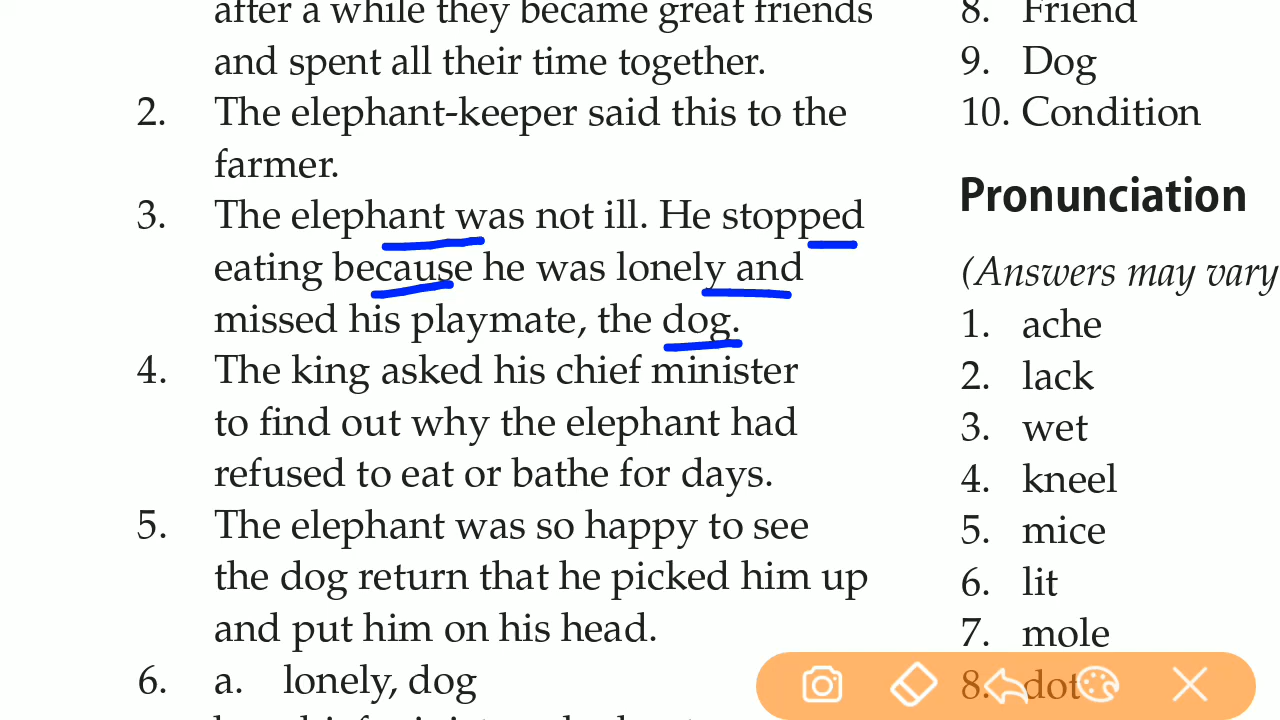 after a while they became great friends
and spent all their time together.
2. The elephant-keeper said this to the
farmer.
3. The elephant was not ill. He stopped
eating because he was lonely and
missed his playmate, the dog.
4. The king asked his chief minister
to find out why the elephant had
refused to eat or bathe for days.
5. The elephant was so happy to see
the dog return that he picked him up
and put him on his head.
6. a. lonely, dog
8. Friend
9. Dog
10. Condition
Pronunciation
(Answers may vary
1. ache
2. lack
3. wet
4. kneel
5. mice
6. lit
7. mole
8. dot